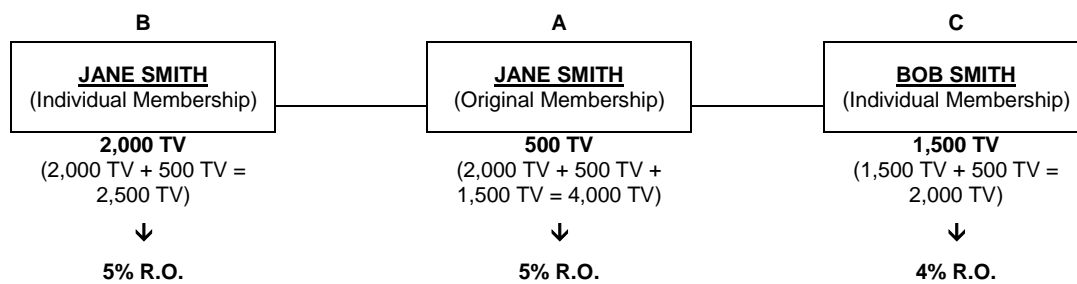 B
JANE SMITH
(Individual Membership)
2,000 TV
(2,000 TV + 500 TV =
2,500 TV)
5% R.O.
A
JANE SMITH
(Original Membership)
500 TV
(2,000 TV + 500 TV +
1,500 TV = 4,000 TV)
5% R.O.
C
BOB SMITH
(Individual Membership)
1,500 TV
(1,500 TV + 500 TV =
2,000 TV)
4% R.O.